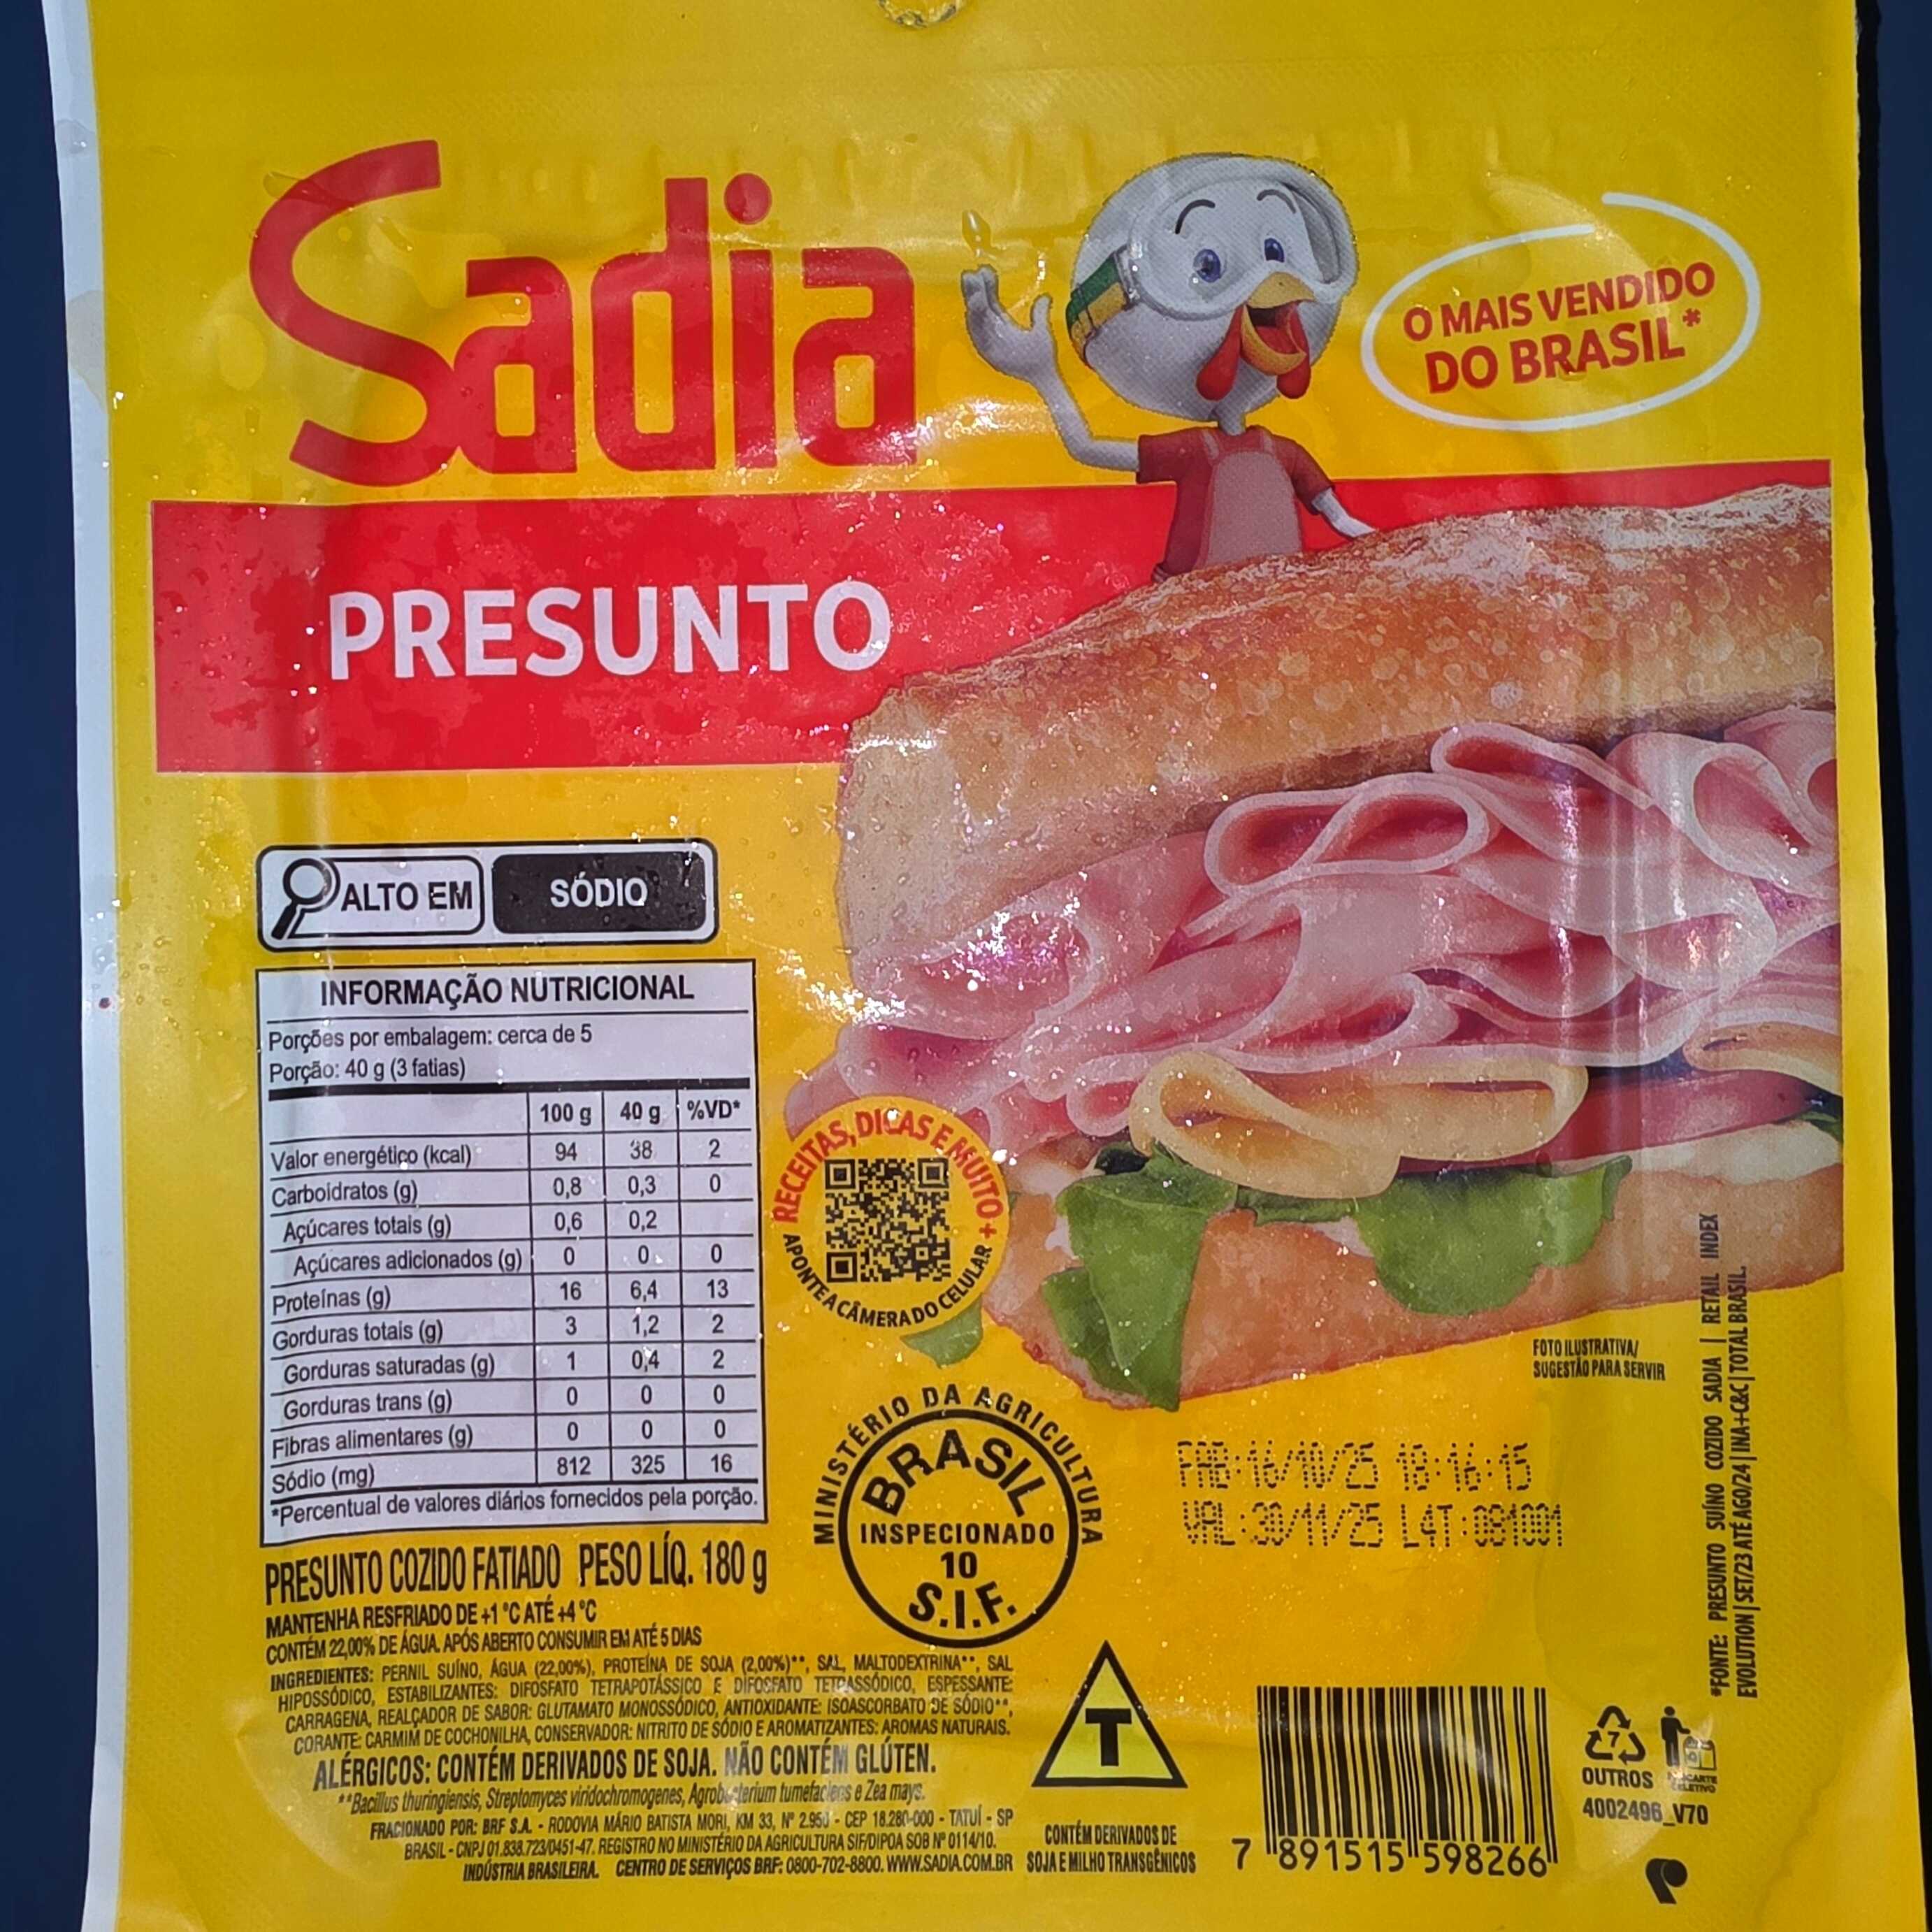 Sadia
O MAIS VENDIDO
DO BRASIL*
PRESUNTO
ALTO EM
SÓDIO
INFORMAÇÃO NUTRICIONAL
Porções por embalagem: cerca de 5
Porção: 40 g (3 fatias)
100 g 40 g %VD*
Valor energético (kcal) 94 38 2
Carboidratos (g) 0,8 0,3 0
Açúcares totais (g) 0,6 0,2
Açúcares adicionados (g) 0 0 0
Proteínas (g) 16 6,4 13
Gorduras totais (g) 3 1,2 2
Gorduras saturadas (g) 1 0,4 2
Gorduras trans (g) 0 0 0
Fibras alimentares (g) 0 0 0
Sódio (mg) 812 325 16
*Percentual de valores diários fornecidos pela porção.
RECEITAS, DICAS E MUITO +
APONTE A CÂMERA DO CELULAR
FOTO ILUSTRATIVA/
SUGESTÃO PARA SERVIR
*FONTE: PRESUNTO SUÍNO COZIDO SADIA | RETAIL INDEX
EVOLUTION | SET/23 ATÉ AGO/24 | INA+C&C | TOTAL BRASIL.
MINISTÉRIO DA AGRICULTURA
BRASIL
INSPECIONADO
10
S.I.F.
FAB:16/10/25 18:16:15
VAL:30/11/25 L4T:081001
PRESUNTO COZIDO FATIADO PESO LÍQ. 180 g
MANTENHA RESFRIADO DE +1 °C ATÉ +4 °C
CONTÉM 22,00% DE ÁGUA. APÓS ABERTO CONSUMIR EM ATÉ 5 DIAS
INGREDIENTES: PERNIL SUÍNO, ÁGUA (22,00%), PROTEÍNA DE SOJA (2,00%)**, SAL, MALTODEXTRINA**, SAL
HIPOSSÓDICO, ESTABILIZANTES: DIFOSFATO TETRAPOTÁSSICO E DIFOSFATO TETRASSÓDICO, ESPESSANTE:
CARRAGENA, REALÇADOR DE SABOR: GLUTAMATO MONOSSÓDICO, ANTIOXIDANTE: ISOASCORBATO DE SÓDIO**,
CORANTE: CARMIM DE COCHONILHA, CONSERVADOR: NITRITO DE SÓDIO E AROMATIZANTES: AROMAS NATURAIS.
ALÉRGICOS: CONTÉM DERIVADOS DE SOJA. NÃO CONTÉM GLÚTEN.
**Bacillus thuringiensis, Streptomyces viridochromogenes, Agrobacterium tumefaciens e Zea mays.
FRACIONADO POR: BRF S.A. - RODOVIA MÁRIO BATISTA MORI, KM 33, Nº 2.950 - CEP 18.280-000 - TATUÍ - SP
BRASIL - CNPJ 01.838.723/0451-47. REGISTRO NO MINISTÉRIO DA AGRICULTURA SIF/DIPOA SOB Nº 0114/10.
INDÚSTRIA BRASILEIRA. CENTRO DE SERVIÇOS BRF: 0800-702-8800. WWW.SADIA.COM.BR
T
CONTÉM DERIVADOS DE
SOJA E MILHO TRANSGÊNICOS
7 891515 598266
7
OUTROS
DESCARTE
SELETIVO
4002496_V70